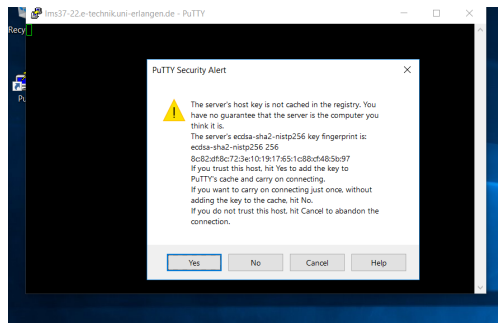 lms37-22.e-technik.uni-erlangen.de - PuTTY
Recy
Pu
PuTTY Security Alert
The server's host key is not cached in the registry. You
have no guarantee that the server is the computer you
think it is.
The server's ecdsa-sha2-nistp256 key fingerprint is:
ecdsa-sha2-nistp256 256
8c:82:df:8c:72:3e:10:19:17:65:1c:88:cf:48:5b:97
If you trust this host, hit Yes to add the key to
PuTTY's cache and carry on connecting.
If you want to carry on connecting just once, without
adding the key to the cache, hit No.
If you do not trust this host, hit Cancel to abandon the
connection.
Yes No Cancel Help